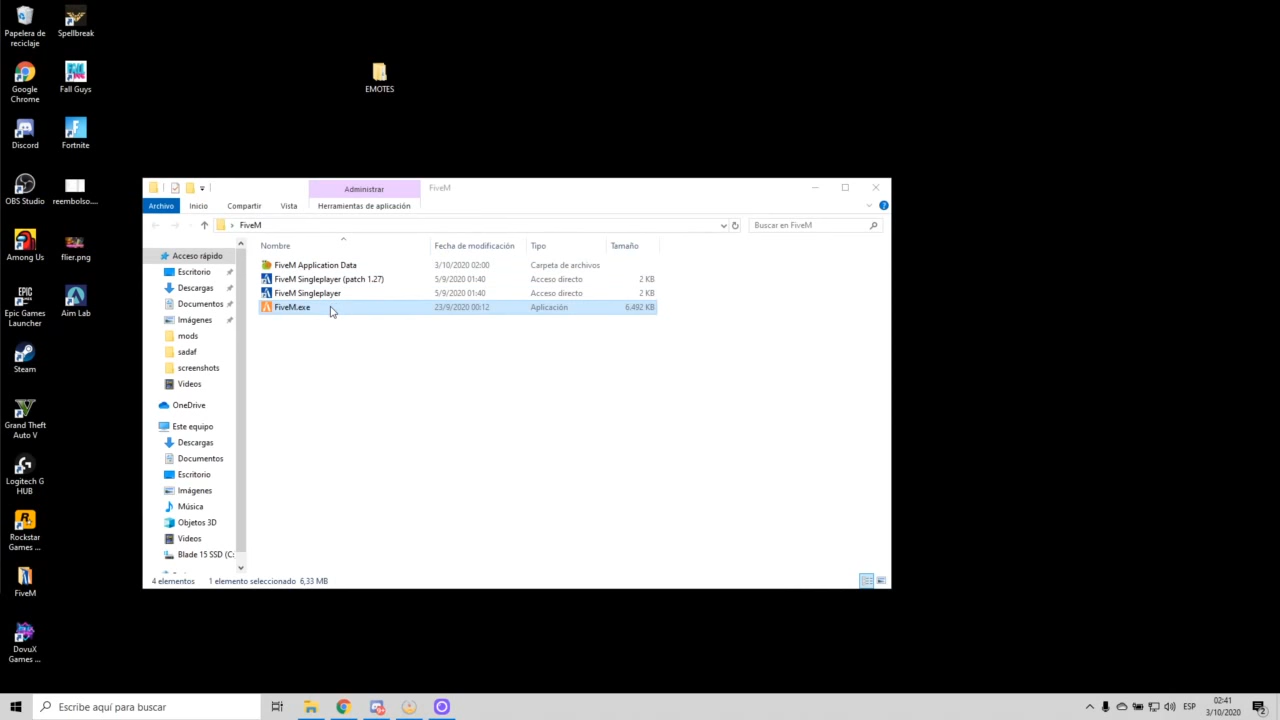 Papelera de
reciclaje
Spellbreak
Google
Chrome
Fall Guys
Discord
Fortnite
OBS Studio
reembolso....
Among Us
flier.png
Epic Games
Launcher
Aim Lab
Steam
Grand Theft
Auto V
Logitech G
HUB
Rockstar
Games ...
FiveM
DovuX
Games ...
EMOTES
Administrar
FiveM
Archivo
Inicio
Compartir
Vista
Herramientas de aplicación
FiveM
Buscar en FiveM
Nombre
Fecha de modificación
Tipo
Tamaño
FiveM Application Data 3/10/2020 02:00 Carpeta de archivos
FiveM Singleplayer (patch 1.27) 5/9/2020 01:40 Acceso directo 2 KB
FiveM Singleplayer 5/9/2020 01:40 Acceso directo 2 KB
FiveM.exe 23/9/2020 00:12 Aplicación 6.492 KB
Acceso rápido
Escritorio
Descargas
Documentos
Imágenes
mods
sadaf
screenshots
Videos
OneDrive
Este equipo
Descargas
Documentos
Escritorio
Imágenes
Música
Objetos 3D
Videos
Blade 15 SSD (C:
4 elementos 1 elemento seleccionado 6,33 MB
Escribe aquí para buscar
ESP
02:41
3/10/2020
2